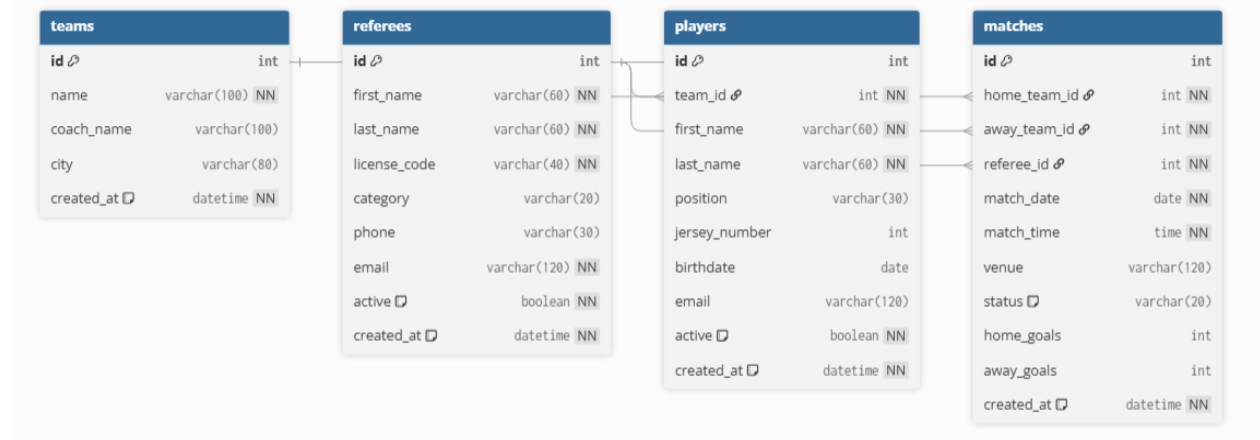 teams
id int
name varchar(100) NN
coach_name varchar(100)
city varchar(80)
created_at datetime NN
referees
id int
first_name varchar(60) NN
last_name varchar(60) NN
license_code varchar(40) NN
category varchar(20)
phone varchar(30)
email varchar(120) NN
active boolean NN
created_at datetime NN
players
id int
team_id int NN
first_name varchar(60) NN
last_name varchar(60) NN
position varchar(30)
jersey_number int
birthdate date
email varchar(120)
active boolean NN
created_at datetime NN
matches
id int
home_team_id int NN
away_team_id int NN
referee_id int NN
match_date date NN
match_time time NN
venue varchar(120)
status varchar(20)
home_goals int
away_goals int
created_at datetime NN